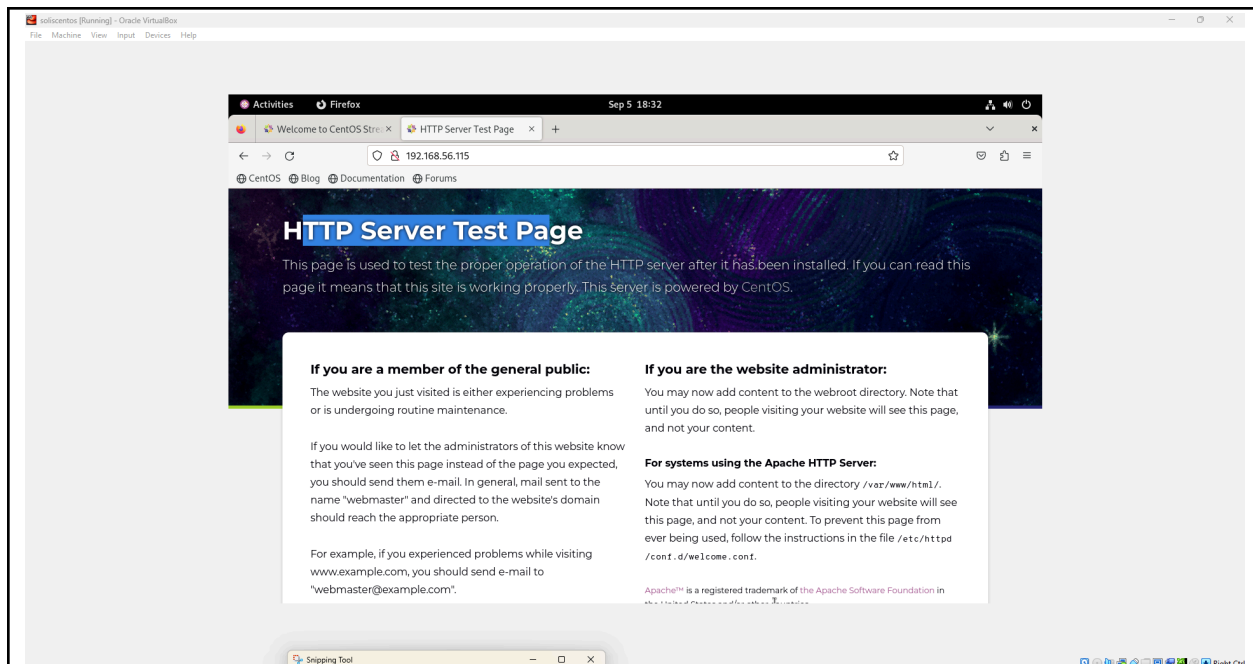 soliscentos [Running] - Oracle VirtualBox
File Machine View Input Devices Help
Activities Firefox Sep 5 18:32
Welcome to CentOS Stre HTTP Server Test Page
192.168.56.115
CentOS Blog Documentation Forums
HTTP Server Test Page
This page is used to test the proper operation of the HTTP server after it has been installed. If you can read this
page it means that this site is working properly. This server is powered by CentOS.
If you are a member of the general public:
The website you just visited is either experiencing problems
or is undergoing routine maintenance.
If you would like to let the administrators of this website know
that you've seen this page instead of the page you expected,
you should send them e-mail. In general, mail sent to the
name "webmaster" and directed to the website's domain
should reach the appropriate person.
For example, if you experienced problems while visiting
www.example.com, you should send e-mail to
"webmaster@example.com".
If you are the website administrator:
You may now add content to the webroot directory. Note that
until you do so, people visiting your website will see this page,
and not your content.
For systems using the Apache HTTP Server:
You may now add content to the directory /var/www/html/.
Note that until you do so, people visiting your website will see
this page, and not your content. To prevent this page from
ever being used, follow the instructions in the file /etc/httpd
/conf.d/welcome.conf.
Apache™ is a registered trademark of the Apache Software Foundation in
the United States and/or other countries
Snipping Tool
Right Ctrl